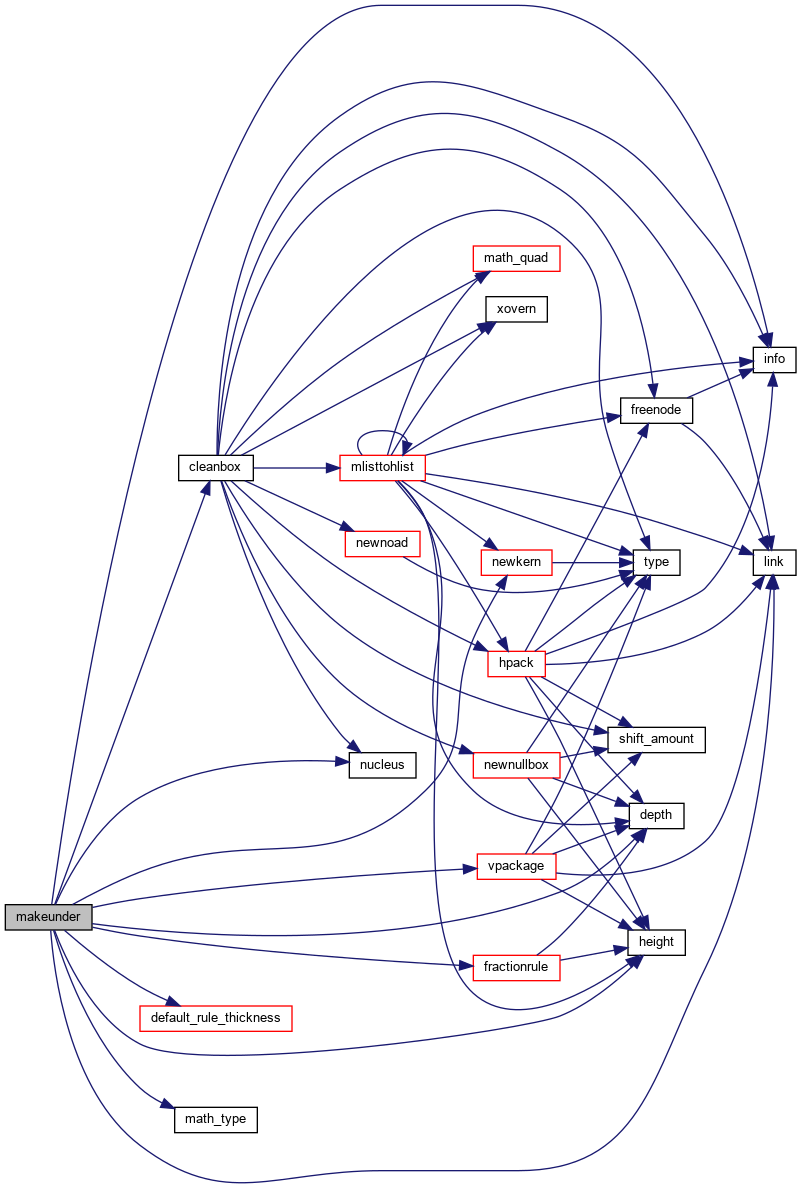 math_quad
xovern
info
freenode
cleanbox
mlisttohlist
newnoad
newkern
type
link
hpack
shift_amount
nucleus
newnullbox
depth
vpackage
makeunder
height
fractionrule
default_rule_thickness
math_type